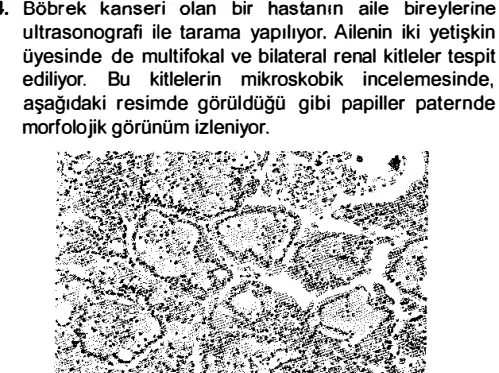 4. Böbrek kanseri olan bir hastanın aile bireylerine
ultrasonografi ile tarama yapılıyor. Ailenin iki yetişkin
üyesinde de multifokal ve bilateral renal kitleler tespit
ediliyor. Bu kitlelerin mikroskobik incelemesinde,
aşağıdaki resimde görüldüğü gibi papiller paternde
morfolojik görünüm izleniyor.